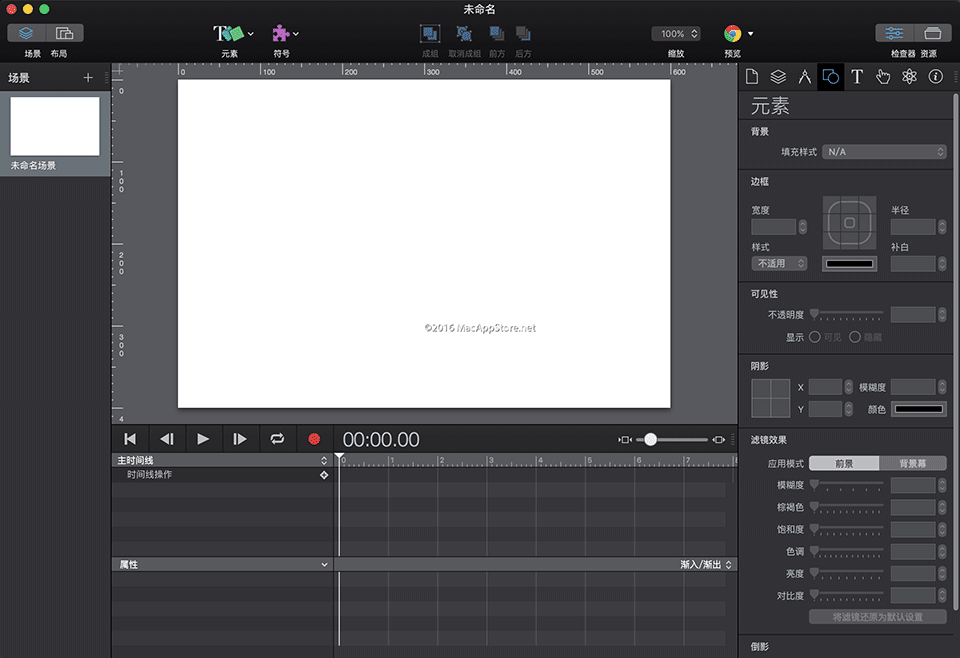 未命名
场景 布局 元素 符号 成组 取消成组 前方 后方 100% 缩放 预览 检查器 资源
场景 +
未命名场景
0 100 200 300 400 500 600
0
100
200
300
4
©2016 MacAppStore.net
00:00.00
主时间线
时间线操作
0 1 2 3 4 5 6 7 8
属性
渐入/渐出
元素
背景
填充样式 N/A
边框
宽度 半径
样式 补白
不适用
可见性
不透明度
显示 可见 隐藏
阴影
X 模糊度
Y 颜色
滤镜效果
应用模式 前景 背景幕
模糊度
棕褐色
饱和度
色调
亮度
对比度
将滤镜还原为默认设置
倒影